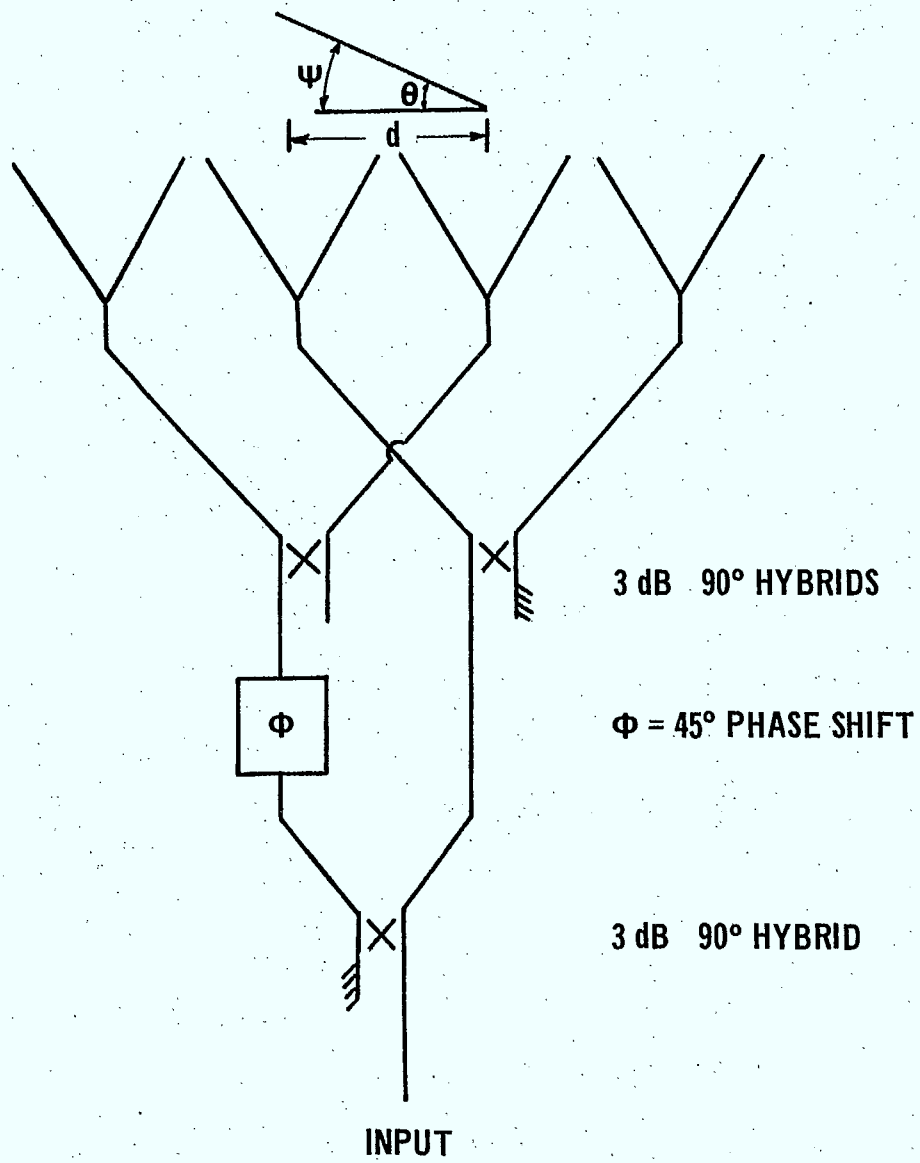 Ψ
θ
d
3 dB 90° HYBRIDS
Φ
Φ = 45° PHASE SHIFT
3 dB 90° HYBRID
INPUT